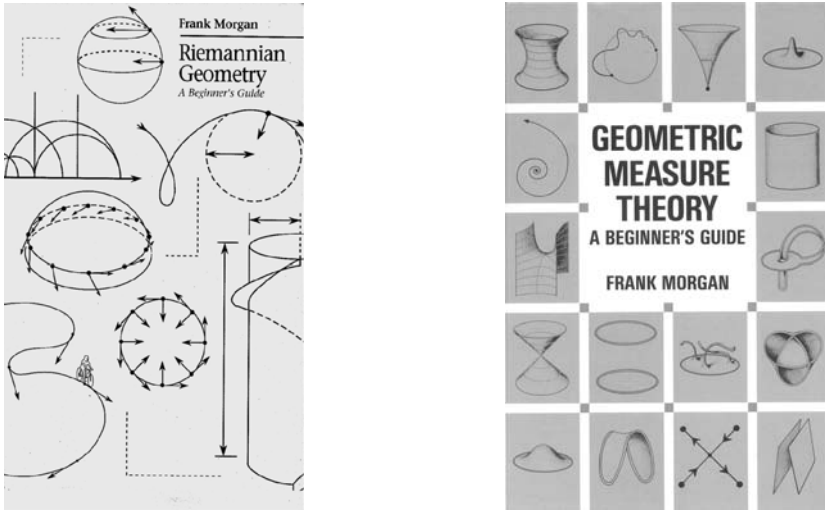 Frank Morgan
Riemannian
Geometry
A Beginner's Guide
GEOMETRIC
MEASURE
THEORY
A BEGINNER'S GUIDE
FRANK MORGAN